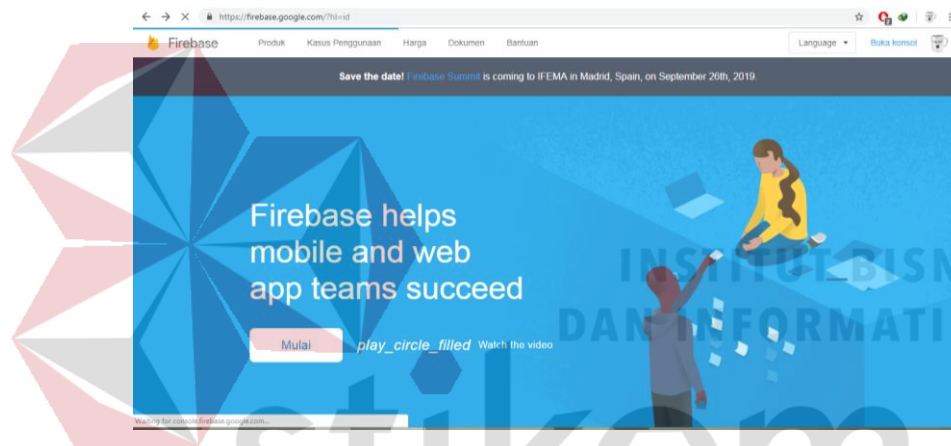 https://firebase.google.com/?hl=id
Firebase Produk Kasus Penggunaan Harga Dokumen Bantuan Language Buka konsol
Save the date! Firebase Summit is coming to IFEMA in Madrid, Spain, on September 26th, 2019.
Firebase helps
mobile and web
app teams succeed
INSTITUT BISN
DAN INFORMATI
Mulai play_circle_filled Watch the video
Waiting for console.firebase.google.com...
stikom